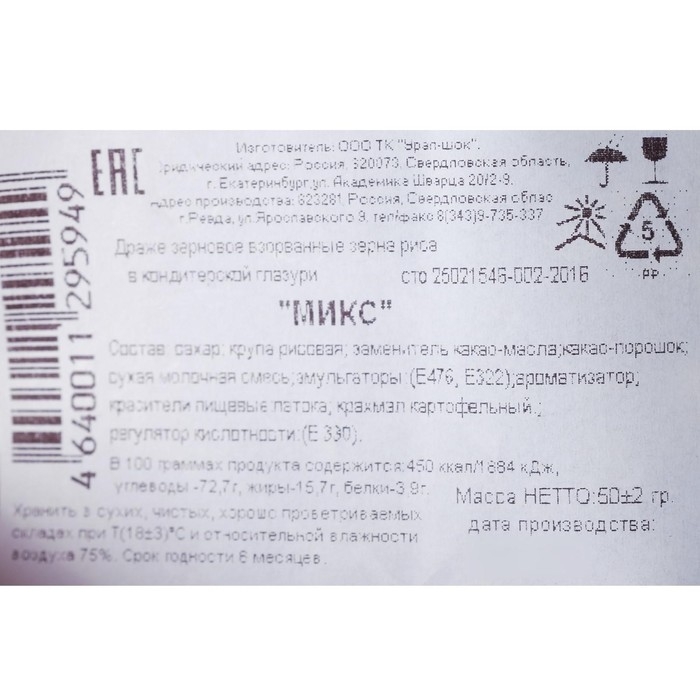 EAC
Изготовитель: ООО ТК "Урал-шок".
Юридический адрес: Россия, 620073, Свердловская область,
г. Екатеринбург,ул. Академика Шварца 20/2-9.
Адрес производства: 623281, Россия, Свердловская облас
г Ревда, ул.Ярославского 9, тел/факс 8(343)9-735-337
5
PP
Драже зерновое взорванные зерна риса
в кондитерской глазури сто 25021546-002-2016
"МИКС"
Состав: сахар; крупа рисовая; заменитель какао-масла;какао-порошок;
сухая молочная смесь;эмульгаторы (Е476, Е322);ароматизатор;
красители пищевые патока; крахмал картофельный.;
регулятор кислотности:(Е 330).
В 100 граммах продукта содержится:450 ккал/1884 кДж,
углеводы -72,7г, жиры-15,7г, белки-3,9г.
Масса НЕТТО:50±2 гр.
дата производства:
Хранить в сухих, чистых, хорошо проветриваемых
складах при Т(18±3)°С и относительной влажности
воздуха 75%. Срок годности 6 месяцев.
4 640011 295949